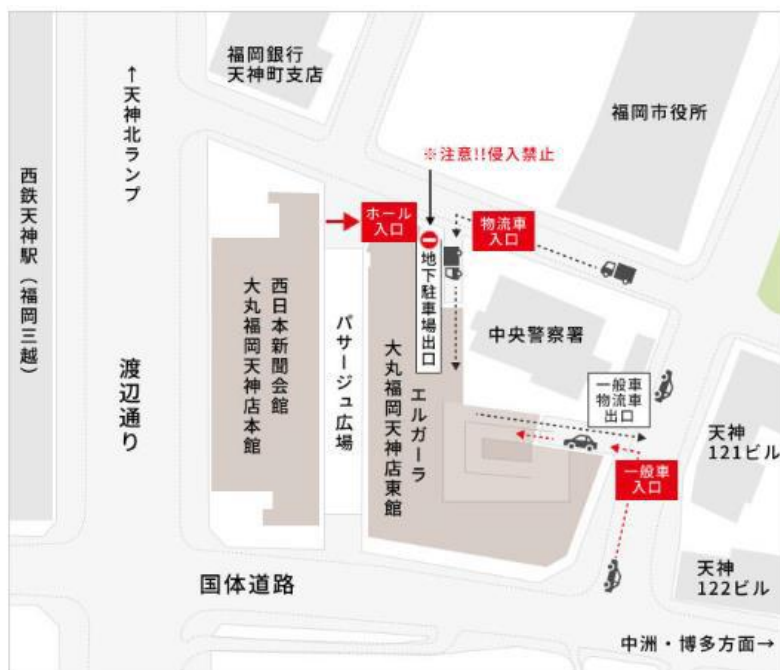 福岡銀行
天神町支店
↑天神北ランプ
福岡市役所
※注意!!侵入禁止
西鉄天神駅（福岡三越）
ホール
入口
物流車
入口
地下駐車場出口
西日本新聞会館
大丸福岡天神店本館
パサージュ広場
エルガーラ
大丸福岡天神店東館
中央警察署
渡辺通り
一般車
物流車
出口
天神
121ビル
一般車
入口
国体道路
天神
122ビル
中洲・博多方面→